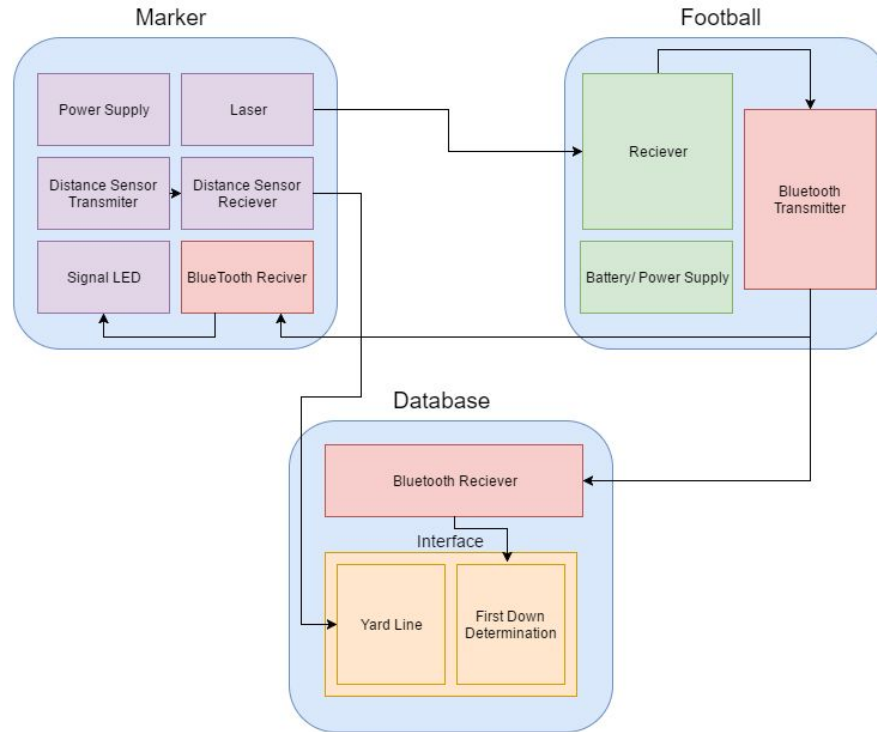 Marker
Football
Power Supply
Laser
Distance Sensor
Transmiter
Distance Sensor
Reciever
Signal LED
BlueTooth Reciver
Reciever
Bluetooth
Transmitter
Battery/ Power Supply
Database
Bluetooth Reciever
Interface
Yard Line
First Down
Determination